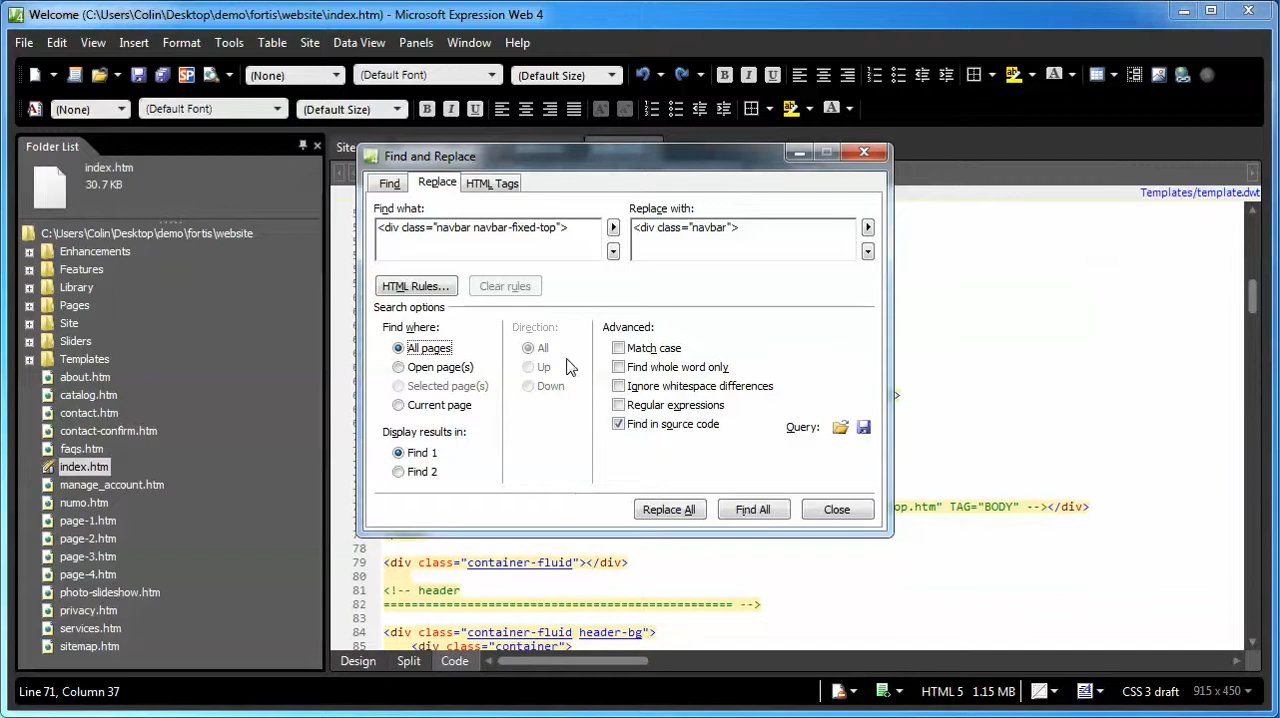 Welcome (C:\Users\Colin\Desktop\demo\fortis\website\index.htm) - Microsoft Expression Web 4
File Edit View Insert Format Tools Table Site Data View Panels Window Help
(None) (Default Font) (Default Size)
(None) (Default Font) (Default Size)
Folder List
index.htm
30.7 KB
C:\Users\Colin\Desktop\demo\fortis\website
Enhancements
Features
Library
Pages
Site
Sliders
Templates
about.htm
catalog.htm
contact.htm
contact-confirm.htm
faqs.htm
index.htm
manage_account.htm
numo.htm
page-1.htm
page-2.htm
page-3.htm
page-4.htm
photo-slideshow.htm
privacy.htm
services.htm
sitemap.htm
Templates/template.dwt
Find and Replace
Find Replace HTML Tags
Find what: Replace with:
<div class="navbar navbar-fixed-top"> <div class="navbar">
HTML Rules... Clear rules
Search options
Find where: Direction: Advanced:
All pages All Match case
Open page(s) Up Find whole word only
Selected page(s) Down Ignore whitespace differences
Current page Regular expressions
Find in source code Query:
Display results in:
Find 1
Find 2
Replace All Find All Close
op.htm" TAG="BODY" --></div>
78
79 <div class="container-fluid"></div>
80
81 <!-- header
82 ================================================== -->
83
84 <div class="container-fluid header-bg">
85 <div class="container">
Design Split Code
Line 71, Column 37 HTML 5 1.15 MB CSS 3 draft 915 x 450